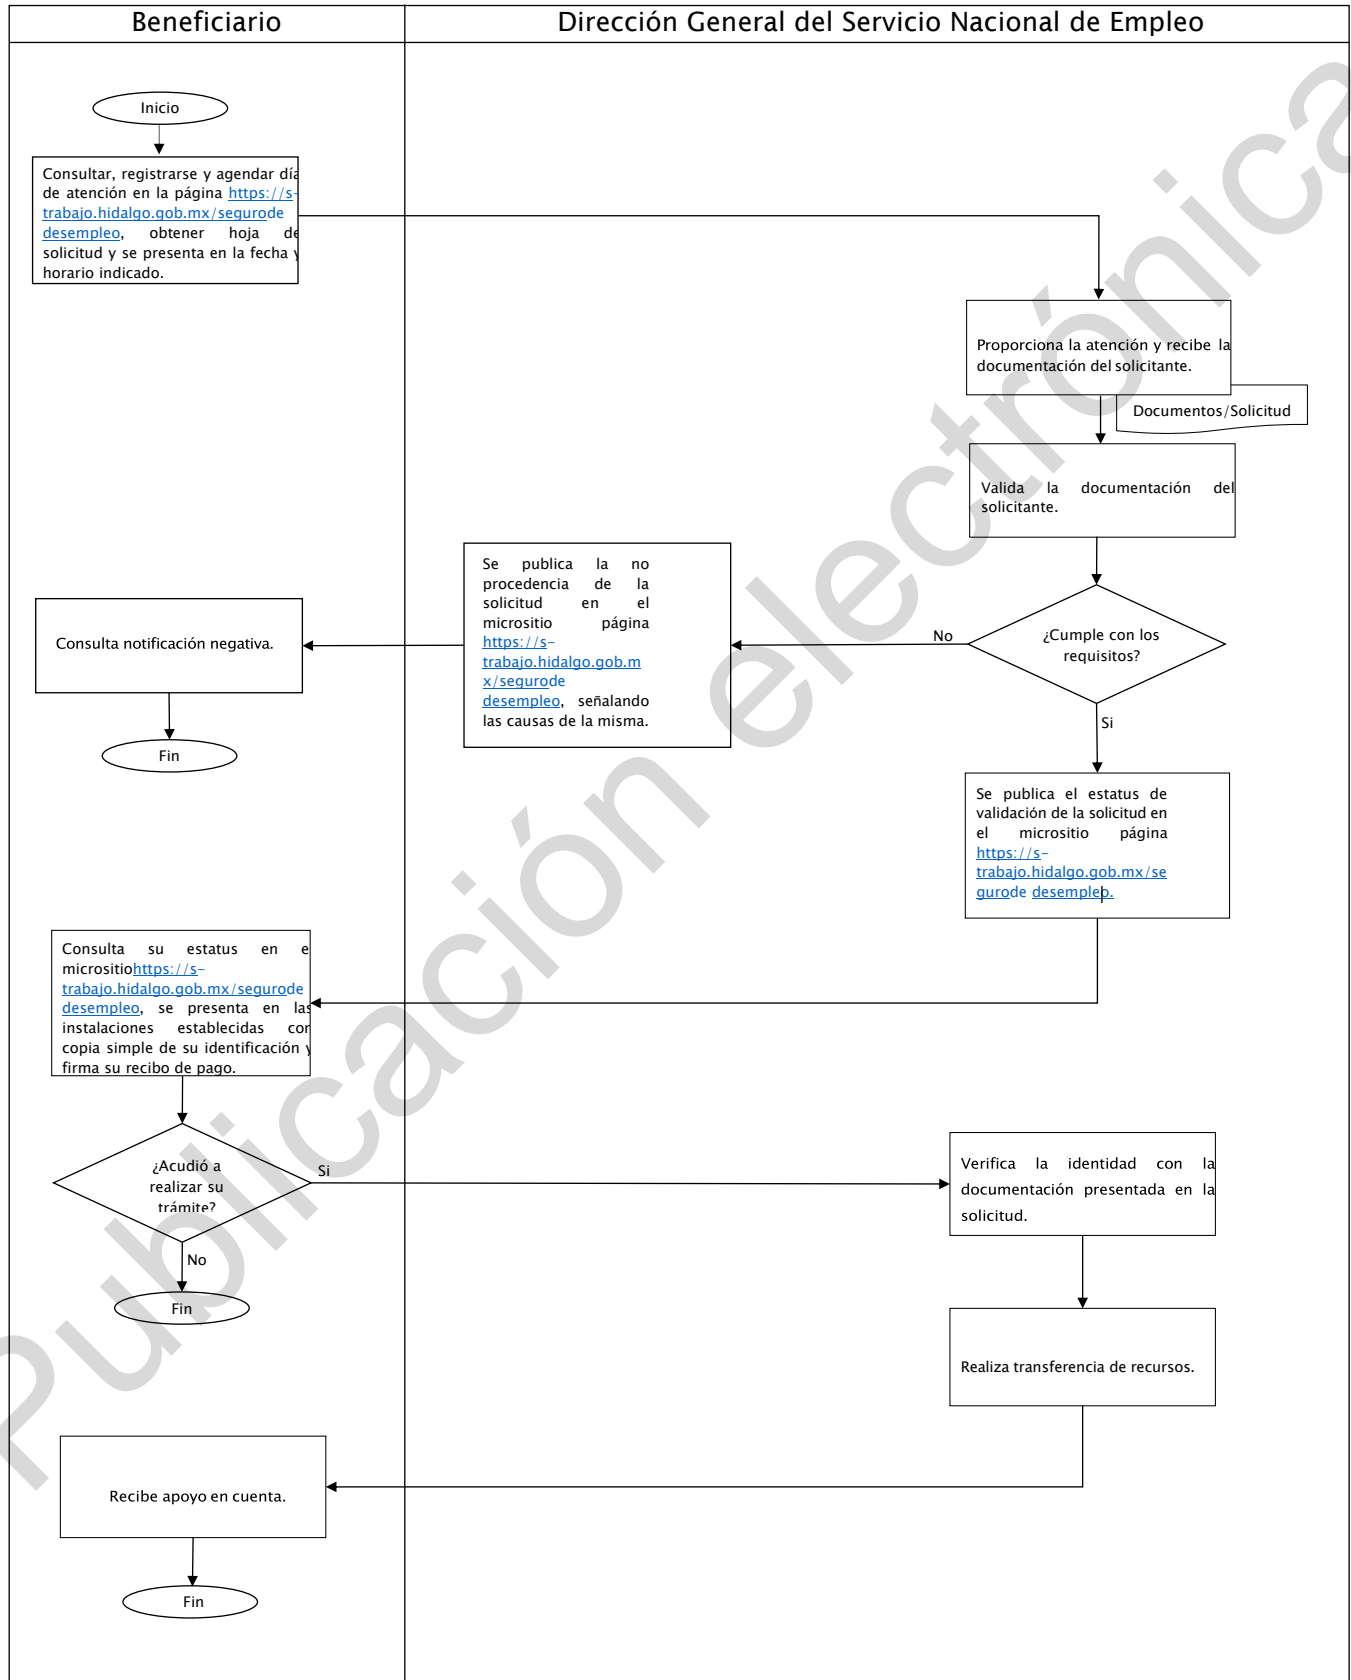 Beneficiario
Dirección General del Servicio Nacional de Empleo
Inicio
Consultar, registrarse y agendar día
de atención en la página https://s-
trabajo.hidalgo.gob.mx/segurode
desempleo, obtener hoja de
solicitud y se presenta en la fecha y
horario indicado.
Proporciona la atención y recibe la
documentación del solicitante.
Documentos/Solicitud
Valida la documentación del
solicitante.
¿Cumple con los
requisitos?
No
Se publica la no
procedencia de la
solicitud en el
micrositio página
https://s-
trabajo.hidalgo.gob.m
x/segurode
desempleo, señalando
las causas de la misma.
Consulta notificación negativa.
Fin
Si
Se publica el estatus de
validación de la solicitud en
el micrositio página
https://s-
trabajo.hidalgo.gob.mx/se
gurode desempleo.
Consulta su estatus en e
micrositiohttps://s-
trabajo.hidalgo.gob.mx/segurode
desempleo, se presenta en las
instalaciones establecidas con
copia simple de su identificación y
firma su recibo de pago.
¿Acudió a
realizar su
trámite?
Si
No
Fin
Verifica la identidad con la
documentación presentada en la
solicitud.
Realiza transferencia de recursos.
Recibe apoyo en cuenta.
Fin
Publicación electrónica